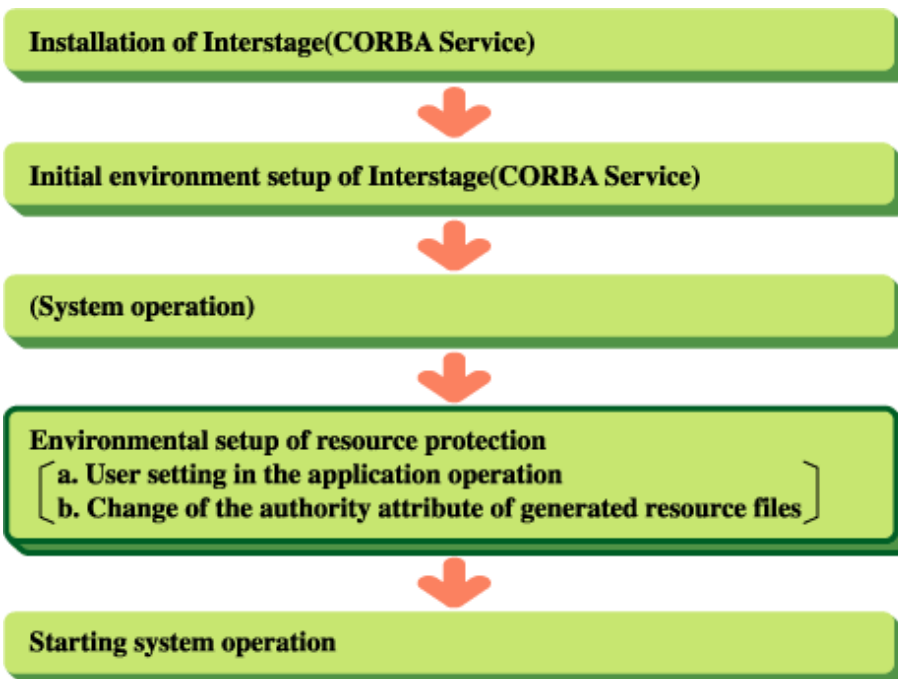 Installation of Interstage(CORBA Service)
Initial environment setup of Interstage(CORBA Service)
(System operation)
Environmental setup of resource protection
a. User setting in the application operation
b. Change of the authority attribute of generated resource files
Starting system operation